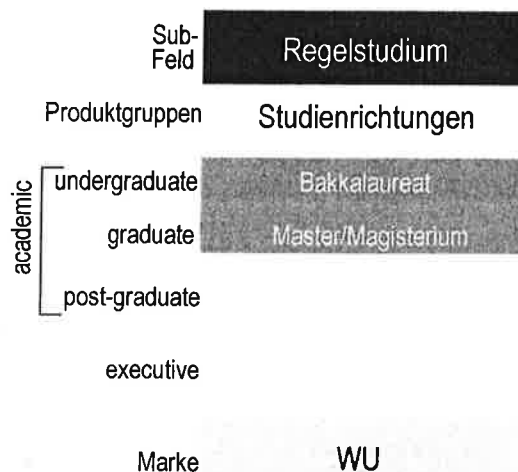 Sub-
Feld
Regelstudium
Produktgruppen
Studienrichtungen
academic
undergraduate
Bakkalaureat
graduate
Master/Magisterium
post-graduate
executive
Marke
WU